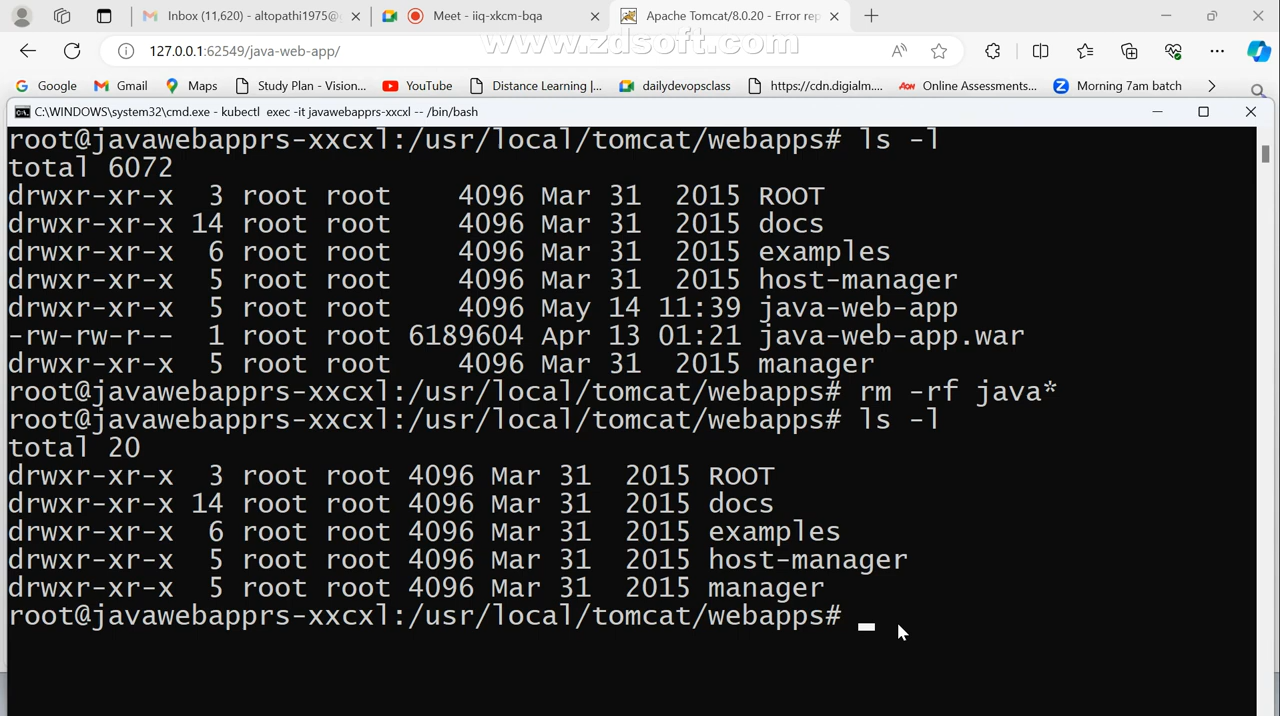 Inbox (11,620) - altopathi1975@g
Meet - iiq-xkcm-bqa
Apache Tomcat/8.0.20 - Error rep
127.0.0.1:62549/java-web-app/
www.zdsoft.com
Google
Gmail
Maps
Study Plan - Vision...
YouTube
Distance Learning |...
dailydevopsclass
https://cdn.digialm....
Online Assessments...
Morning 7am batch
C:\WINDOWS\system32\cmd.exe - kubectl exec -it javawebapprs-xxcxl -- /bin/bash
root@javawebapprs-xxcxl:/usr/local/tomcat/webapps# ls -l
total 6072
drwxr-xr-x 3 root root 4096 Mar 31 2015 ROOT
drwxr-xr-x 14 root root 4096 Mar 31 2015 docs
drwxr-xr-x 6 root root 4096 Mar 31 2015 examples
drwxr-xr-x 5 root root 4096 Mar 31 2015 host-manager
drwxr-xr-x 5 root root 4096 May 14 11:39 java-web-app
-rw-rw-r-- 1 root root 6189604 Apr 13 01:21 java-web-app.war
drwxr-xr-x 5 root root 4096 Mar 31 2015 manager
root@javawebapprs-xxcxl:/usr/local/tomcat/webapps# rm -rf java*
root@javawebapprs-xxcxl:/usr/local/tomcat/webapps# ls -l
total 20
drwxr-xr-x 3 root root 4096 Mar 31 2015 ROOT
drwxr-xr-x 14 root root 4096 Mar 31 2015 docs
drwxr-xr-x 6 root root 4096 Mar 31 2015 examples
drwxr-xr-x 5 root root 4096 Mar 31 2015 host-manager
drwxr-xr-x 5 root root 4096 Mar 31 2015 manager
root@javawebapprs-xxcxl:/usr/local/tomcat/webapps#